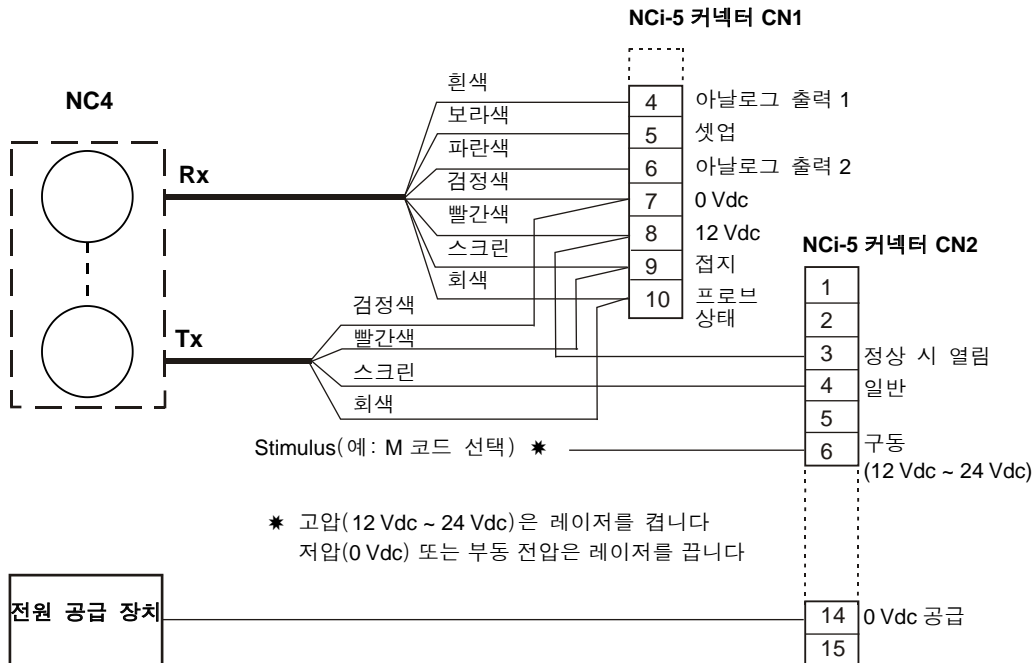 NCi-5 커넥터 CN1
NC4
Rx
흰색
보라색
파란색
검정색
빨간색
스크린
회색
4 아날로그 출력 1
5 셋업
6 아날로그 출력 2
7 0 Vdc
8 12 Vdc
9 접지
10 프로브
상태
Tx
검정색
빨간색
스크린
회색
NCi-5 커넥터 CN2
1
2
3 정상 시 열림
4 일반
5
6 구동
(12 Vdc ~ 24 Vdc)
Stimulus(예: M 코드 선택) ✷
✷ 고압(12 Vdc ~ 24 Vdc)은 레이저를 켭니다
저압(0 Vdc) 또는 부동 전압은 레이저를 끕니다
전원 공급 장치
14 0 Vdc 공급
15